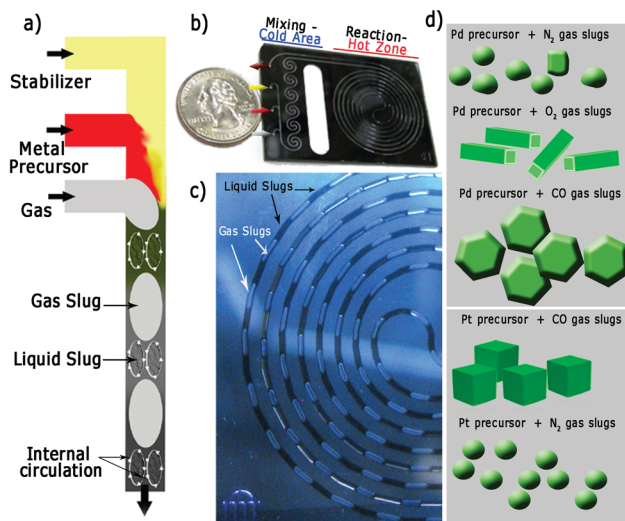 a)
Stabilizer
Metal
Precursor
Gas
Gas Slug
Liquid Slug
Internal
circulation
b)
Mixing - Reaction-
Cold Area Hot Zone
c)
Liquid Slugs
Gas Slugs
d)
Pd precursor + N₂ gas slugs
Pd precursor + O₂ gas slugs
Pd precursor + CO gas slugs
Pt precursor + CO gas slugs
Pt precursor + N₂ gas slugs